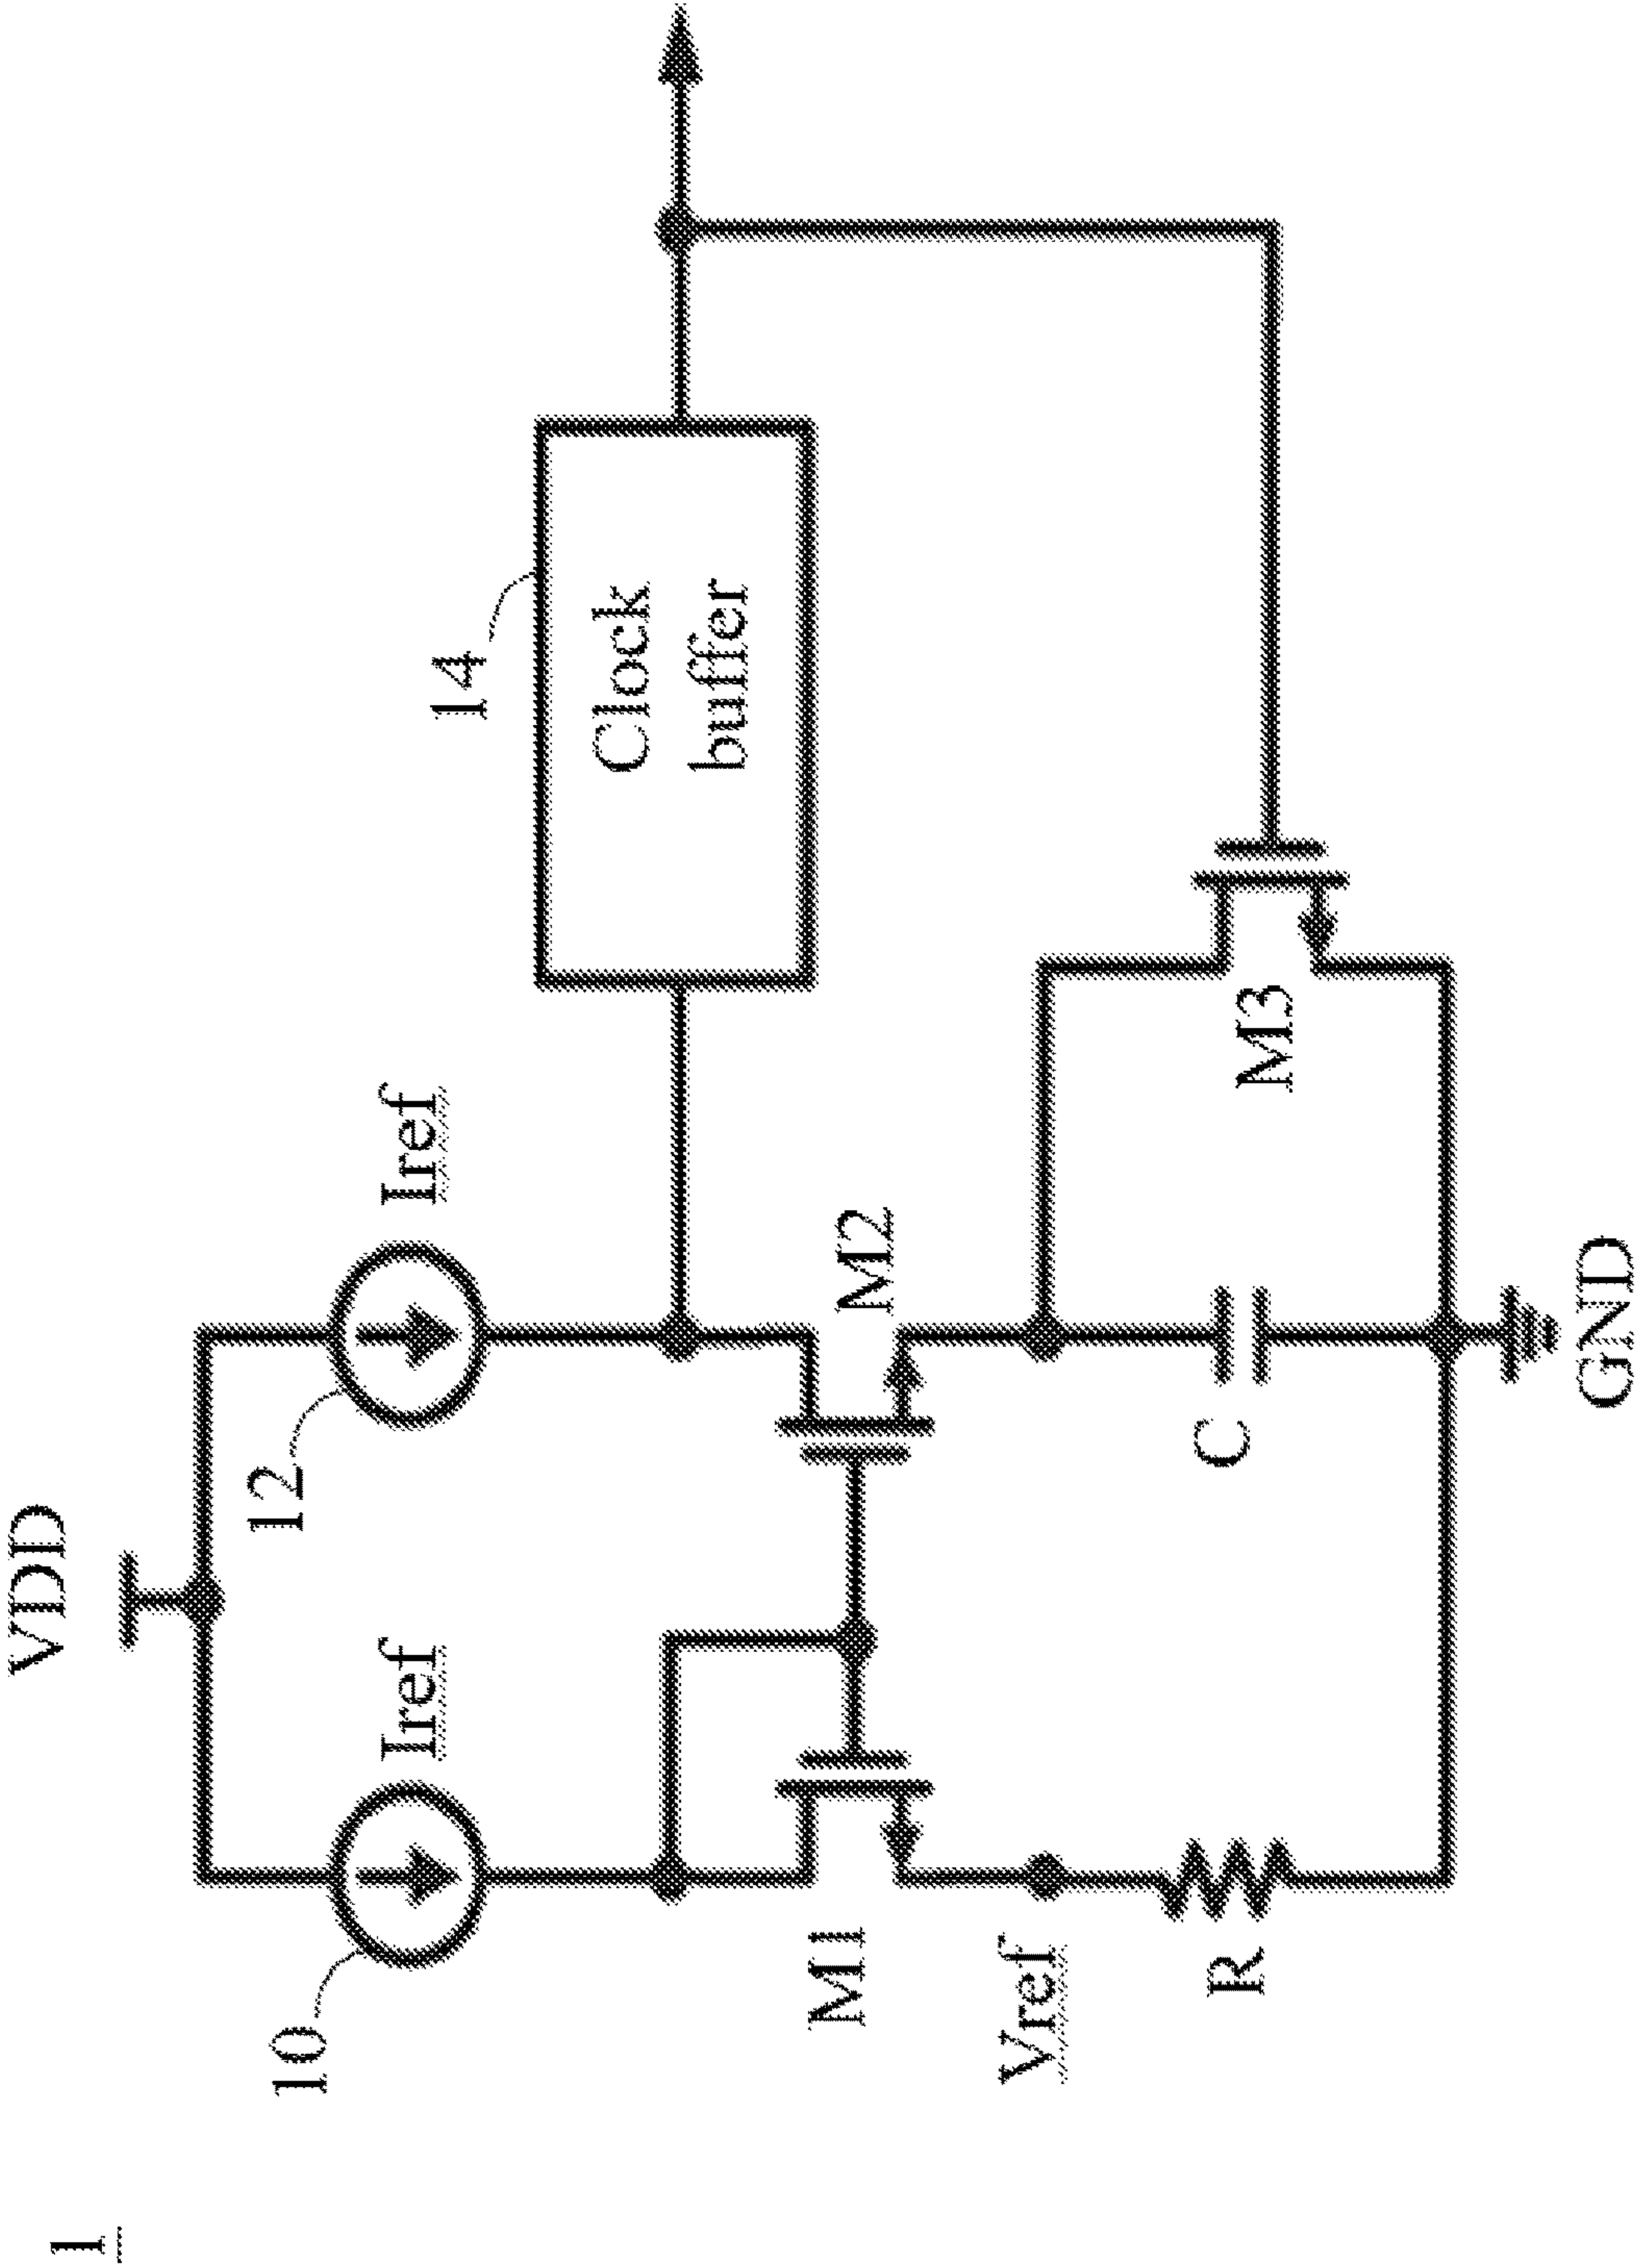 1
VDD
10
Iref
12
Iref
14
Clock
buffer
M1
M2
Vref
R
C
M3
GND